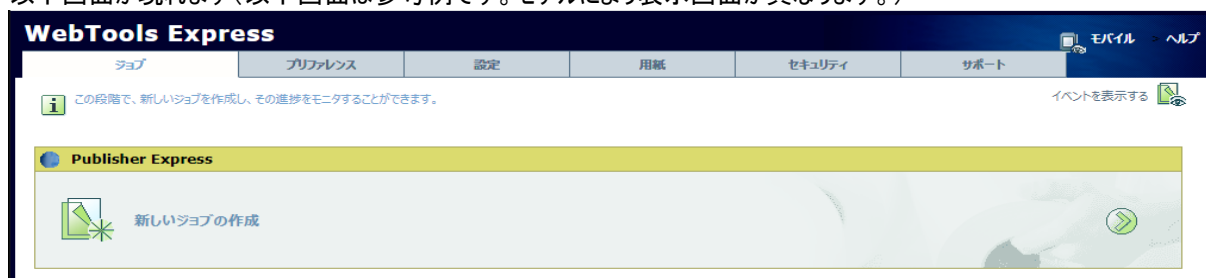 以下画面が現れます（以下画面は参考例です。モデルにより表示画面が異なります。）
WebTools Express
モバイル
ヘルプ
ジョブ プリファレンス 設定 用紙 セキュリティ サポート
この段階で、新しいジョブを作成し、その進捗をモニタすることができます。
イベントを表示する
Publisher Express
新しいジョブの作成